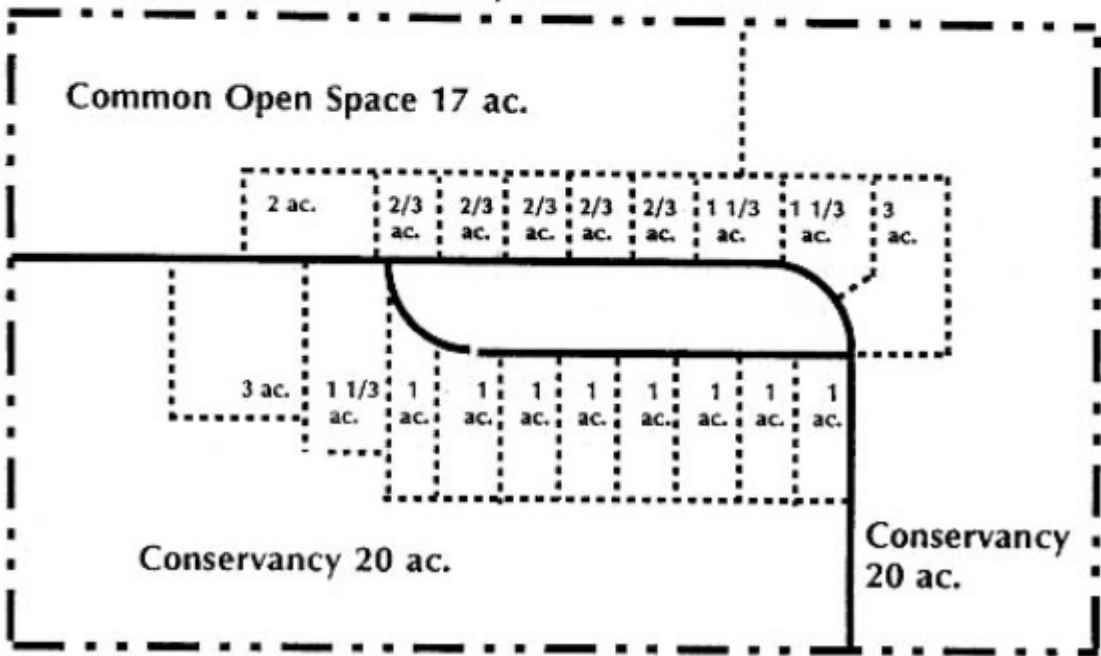 Common Open Space 17 ac.
2 ac.
2/3
ac.
2/3
ac.
2/3
ac.
2/3
ac.
2/3
ac.
1 1/3
ac.
1 1/3
ac.
3
ac.
3 ac.
1 1/3
ac.
1
ac.
1
ac.
1
ac.
1
ac.
1
ac.
1
ac.
1
ac.
1
ac.
Conservancy 20 ac.
Conservancy
20 ac.